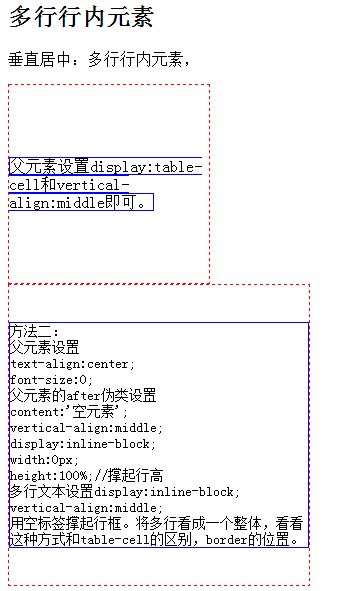 多行行内元素
垂直居中：多行行内元素，
父元素设置display:table-
cell和vertical-
align:middle即可。
方法二：
父元素设置
text-align:center;
font-size:0;
父元素的after伪类设置
content:'空元素';
vertical-align:middle;
display:inline-block;
width:0px;
height:100%;//撑起行高
多行文本设置display:inline-block;
vertical-align:middle;
用空标签撑起行框。将多行看成一个整体，看看
这种方式和table-cell的区别，border的位置。